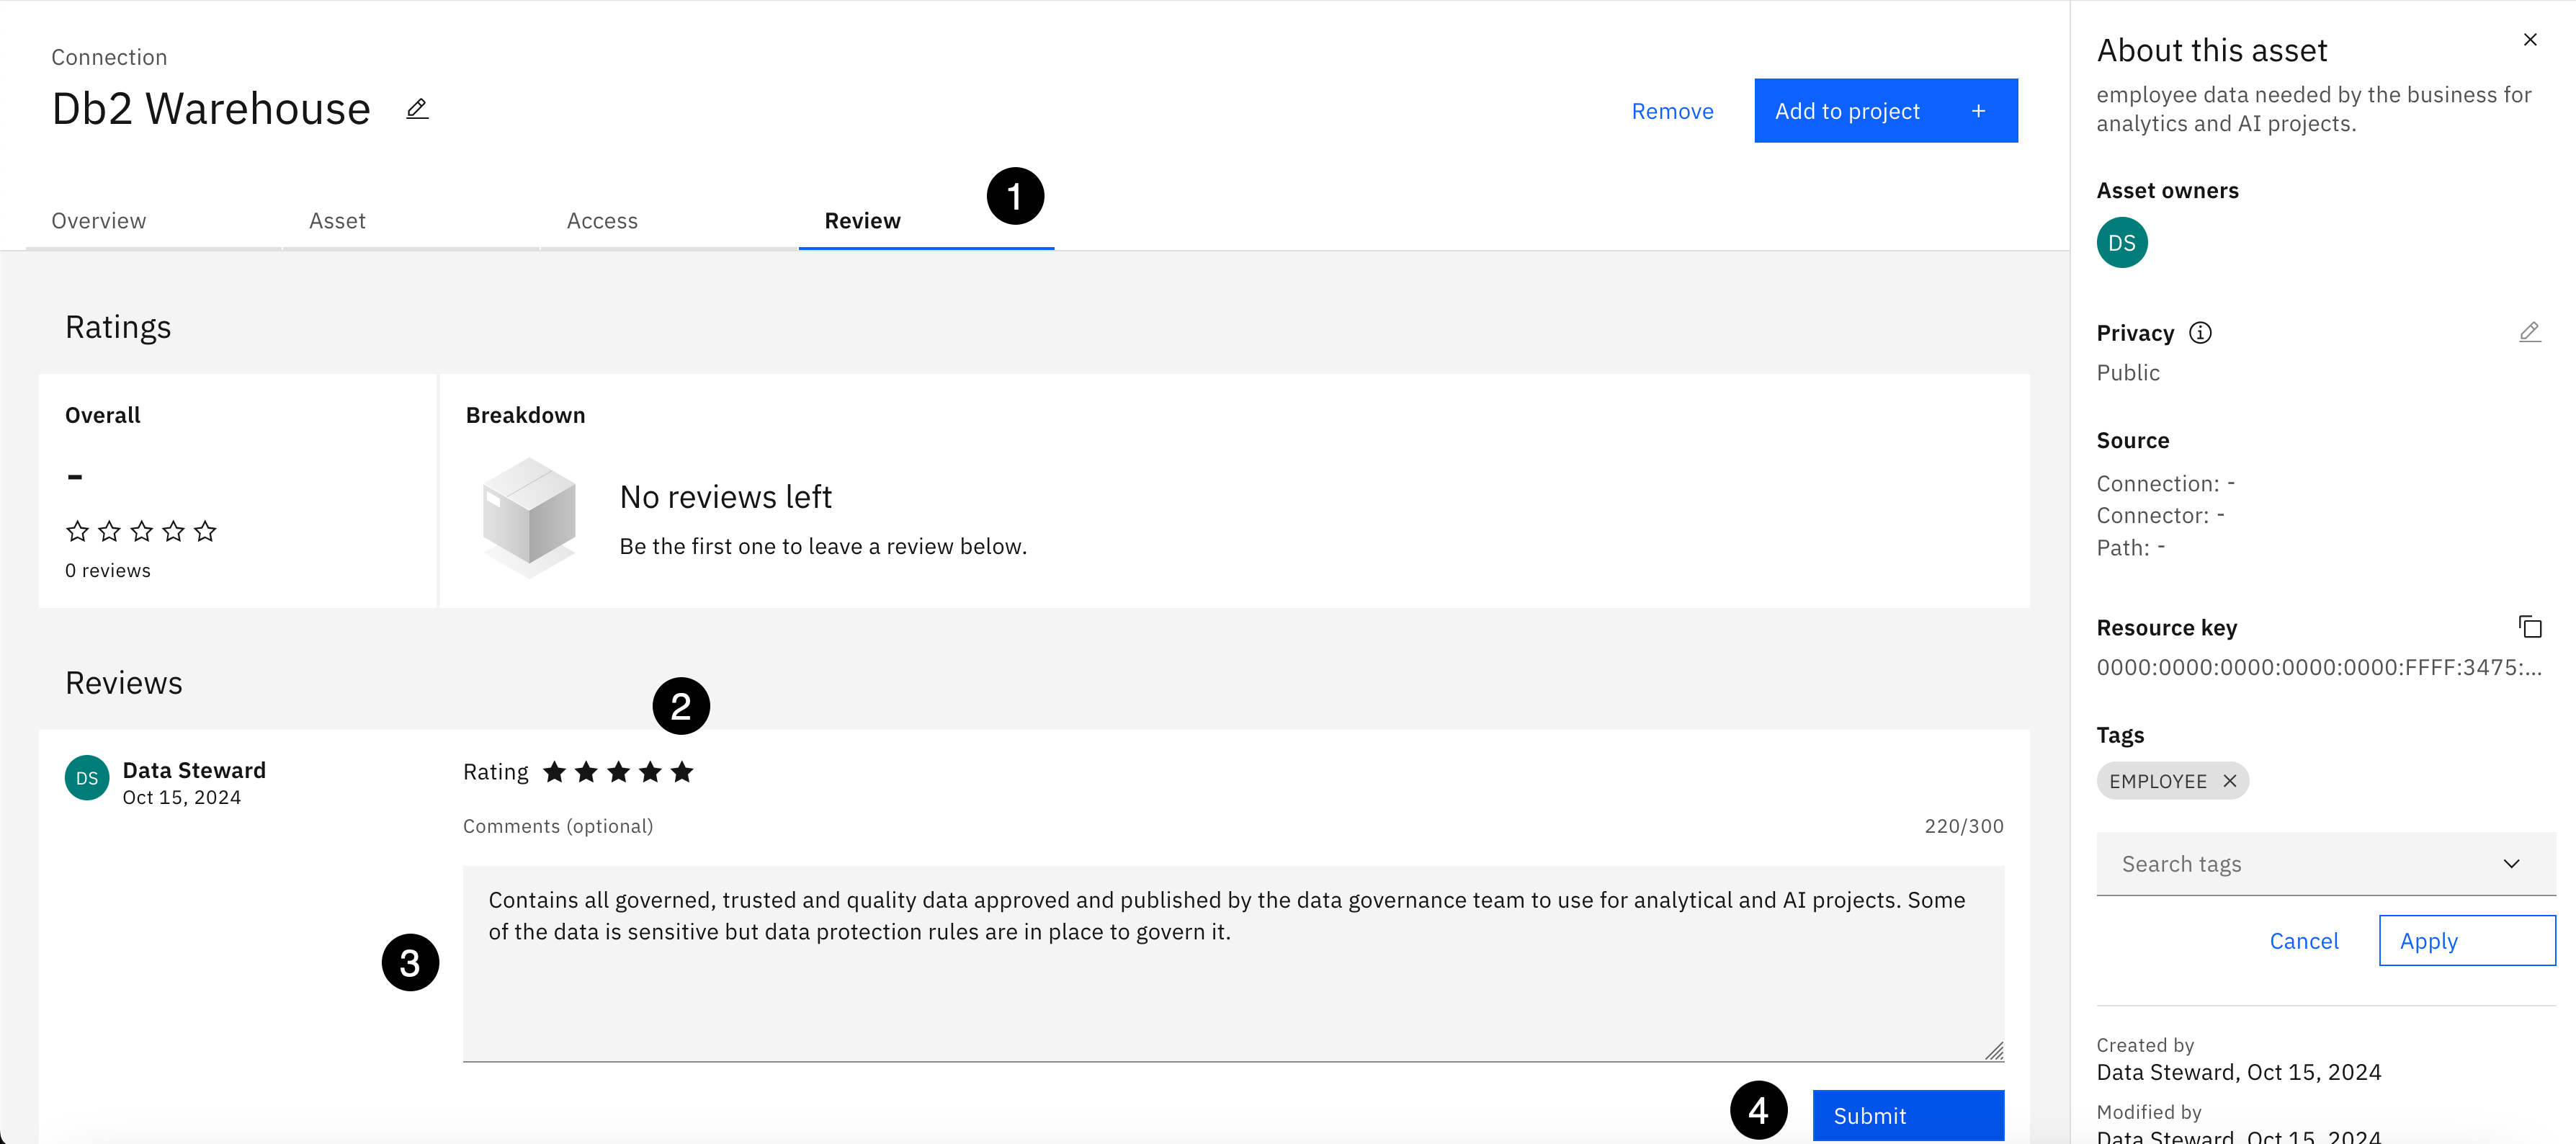 Connection
Db2 Warehouse
Remove
Add to project +
1
Overview
Asset
Access
Review
Ratings
Overall
-
0 reviews
Breakdown
No reviews left
Be the first one to leave a review below.
Reviews
2
DS
Data Steward
Oct 15, 2024
Rating
Comments (optional)
220/300
Contains all governed, trusted and quality data approved and published by the data governance team to use for analytical and AI projects. Some
of the data is sensitive but data protection rules are in place to govern it.
3
4
Submit
About this asset
employee data needed by the business for
analytics and AI projects.
Asset owners
DS
Privacy
Public
Source
Connection: -
Connector: -
Path: -
Resource key
0000:0000:0000:0000:0000:FFFF:3475:...
Tags
EMPLOYEE
Search tags
Cancel
Apply
Created by
Data Steward, Oct 15, 2024
Modified by
Data Steward, Oct 15, 2024